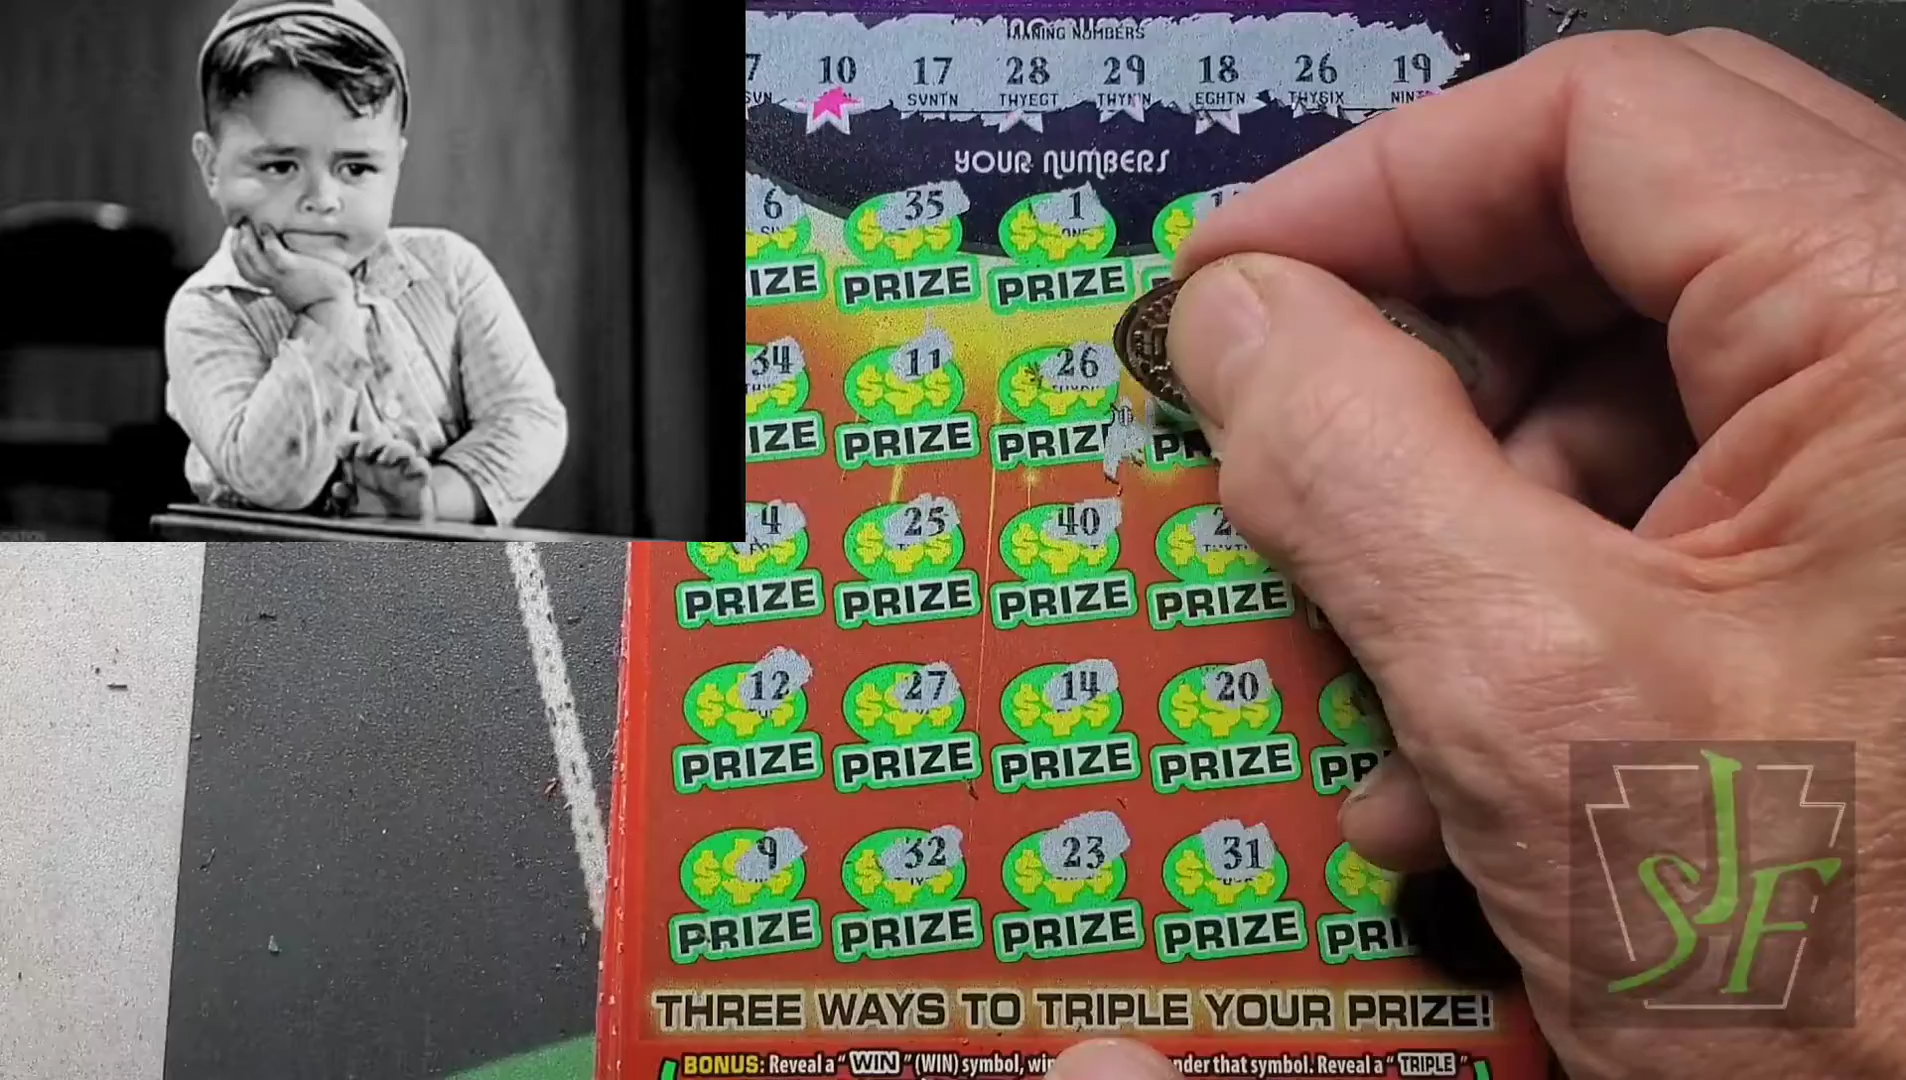 WINNING NUMBERS
10 17 28 29 18 26 19
SVNTN THYEGT THYNIN EGHTN
YOUR NUMBERS
6 35 1
PRIZE PRIZE
34 11 26
PRIZE
4 25 40
PRIZE PRIZE PRIZE PRIZE
12 27 14 20
PRIZE PRIZE PRIZE PRIZE
9 32 23 31
PRIZE PRIZE PRIZE PRIZE
THREE WAYS TO TRIPLE YOUR PRIZE!
BONUS: Reveal a "WIN" (WIN) symbol, under that symbol. Reveal a "TRIPLE"
SJF